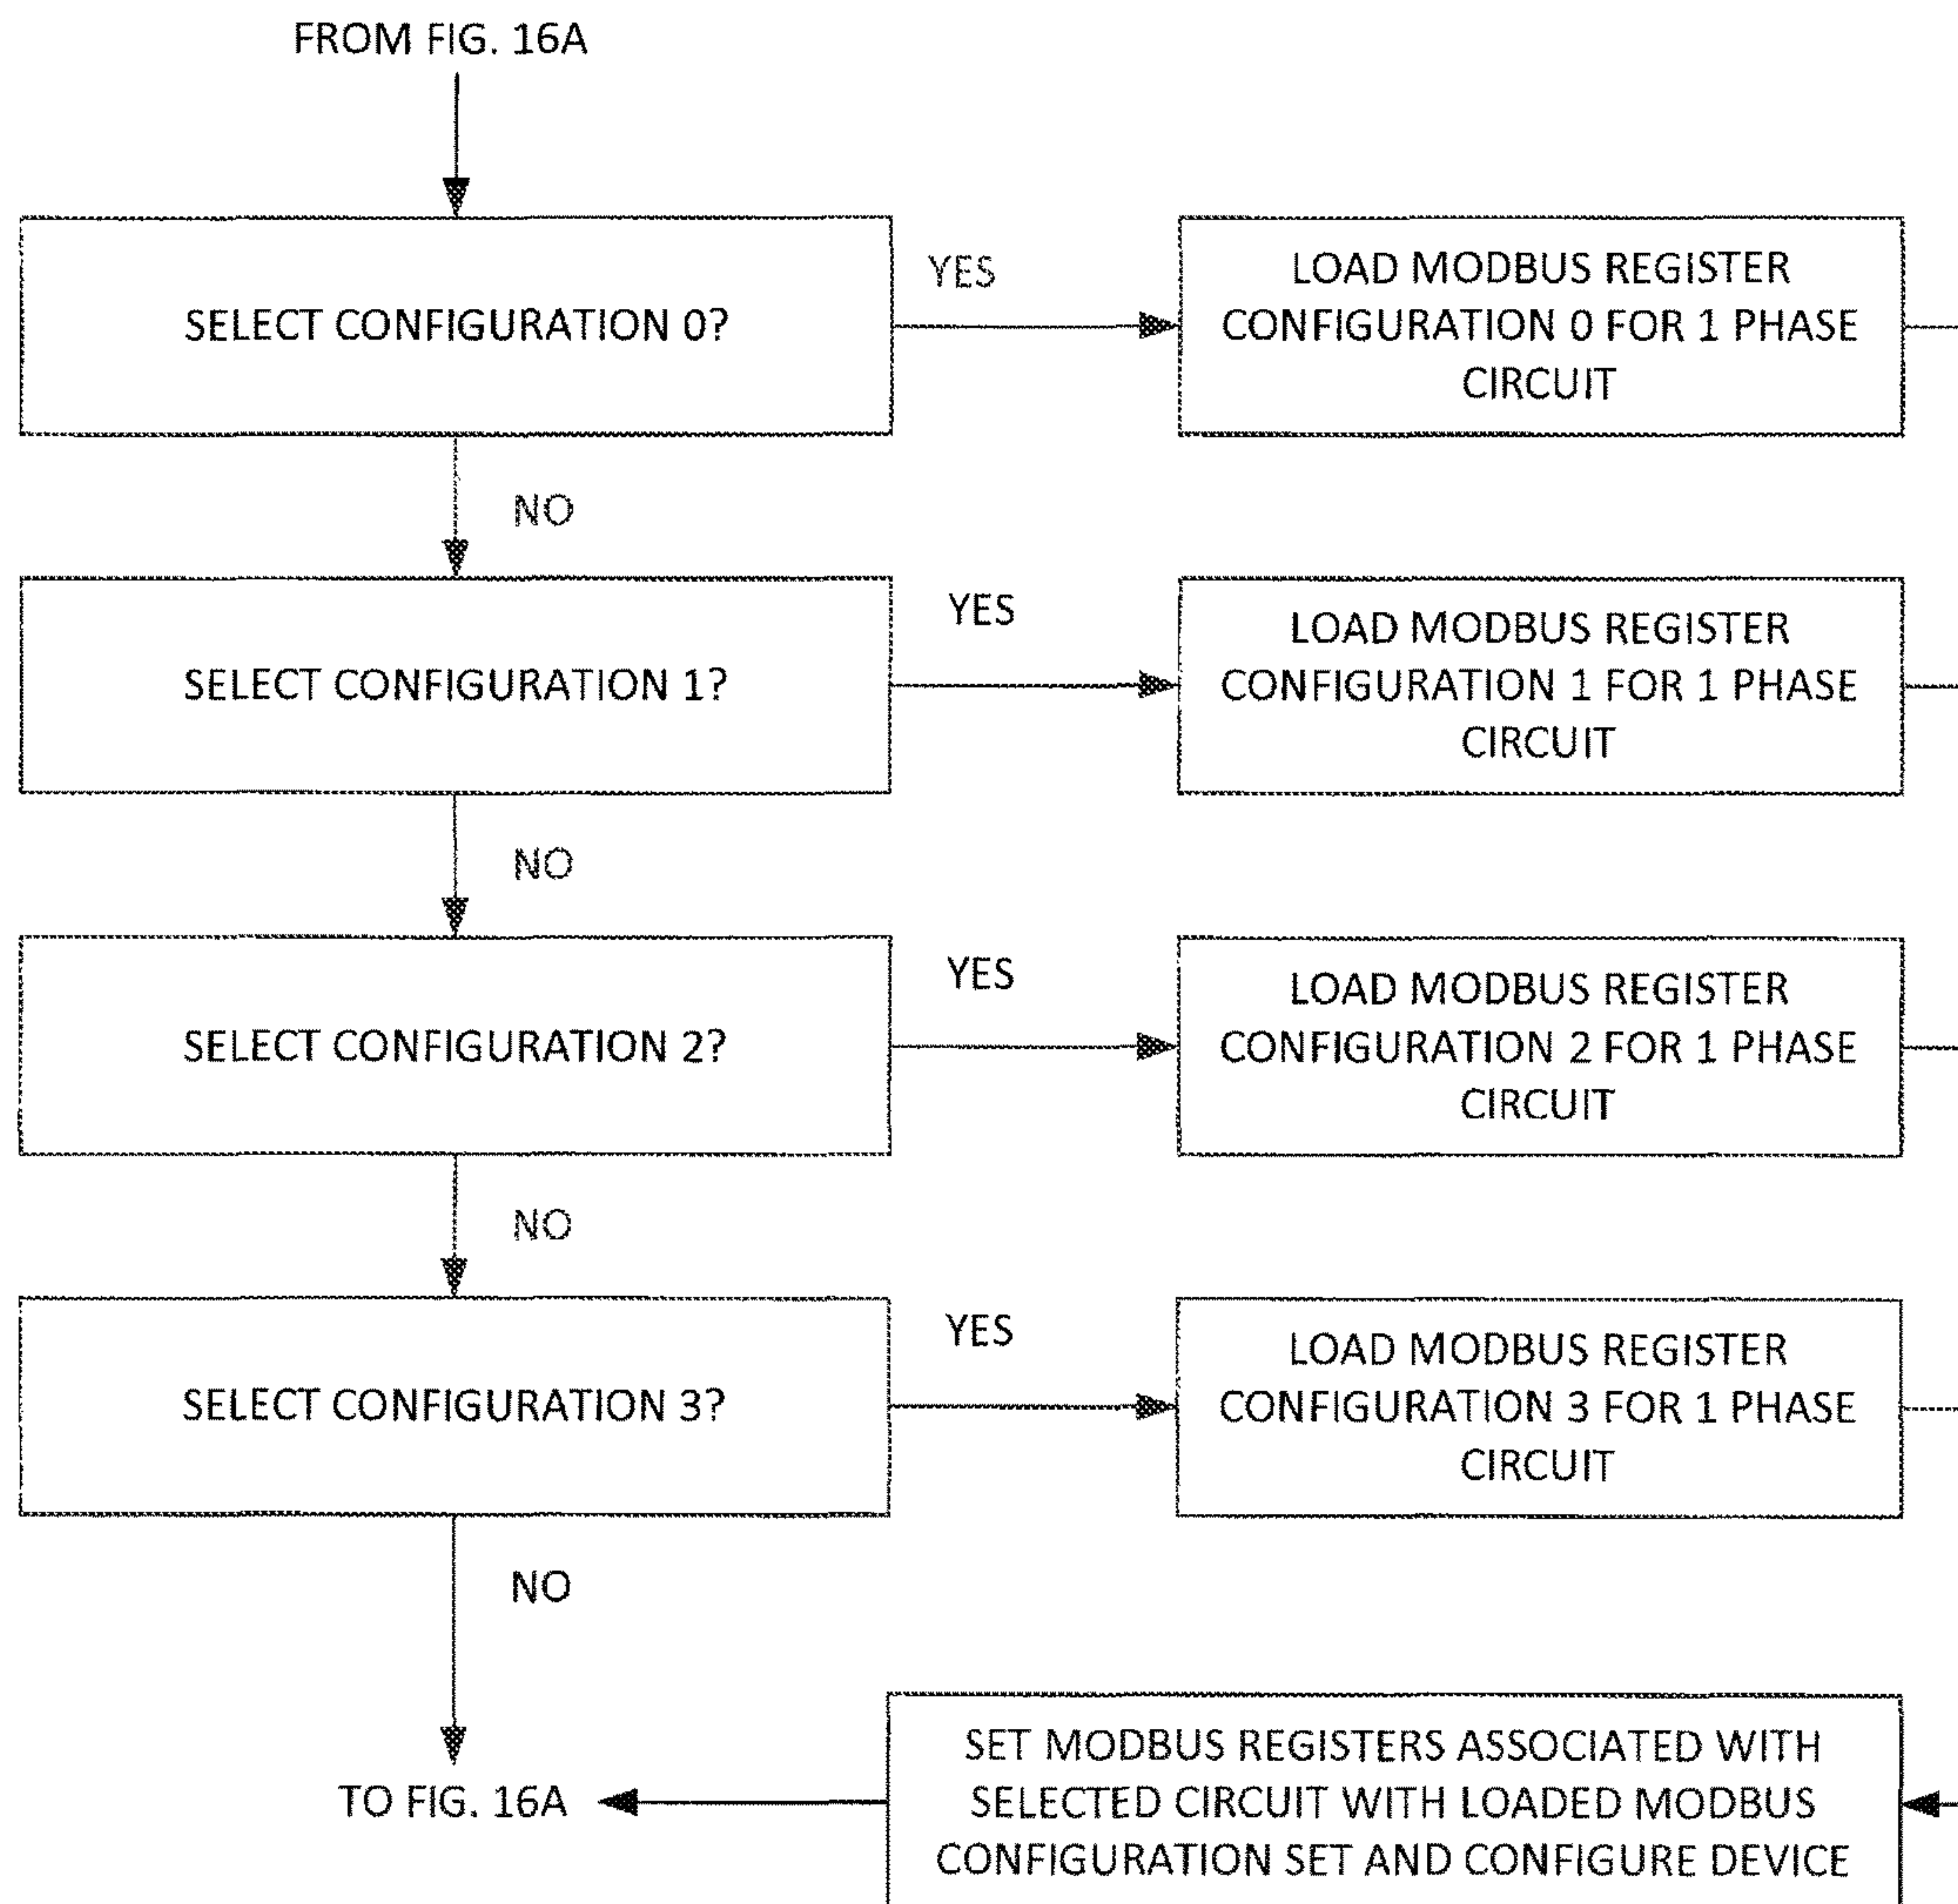 FROM FIG. 16A
SELECT CONFIGURATION 0?
YES
LOAD MODBUS REGISTER
CONFIGURATION 0 FOR 1 PHASE
CIRCUIT
NO
SELECT CONFIGURATION 1?
YES
LOAD MODBUS REGISTER
CONFIGURATION 1 FOR 1 PHASE
CIRCUIT
NO
SELECT CONFIGURATION 2?
YES
LOAD MODBUS REGISTER
CONFIGURATION 2 FOR 1 PHASE
CIRCUIT
NO
SELECT CONFIGURATION 3?
YES
LOAD MODBUS REGISTER
CONFIGURATION 3 FOR 1 PHASE
CIRCUIT
NO
TO FIG. 16A
SET MODBUS REGISTERS ASSOCIATED WITH
SELECTED CIRCUIT WITH LOADED MODBUS
CONFIGURATION SET AND CONFIGURE DEVICE